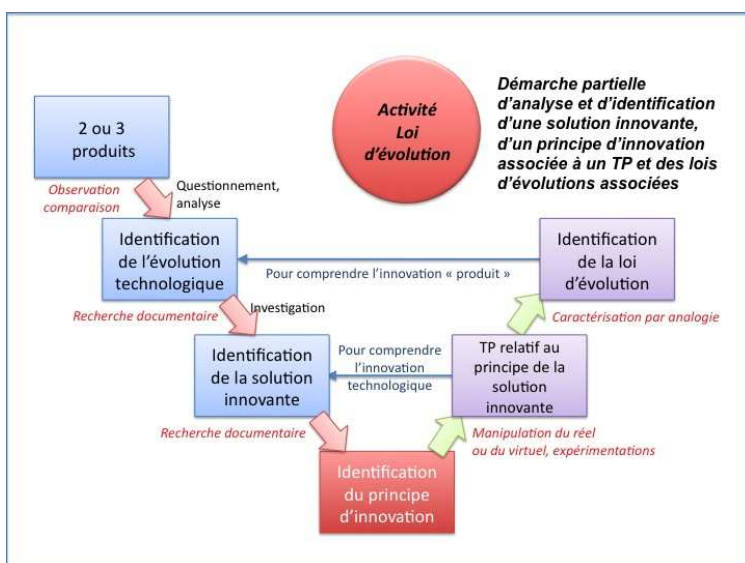 Activité
Loi
d'évolution
Démarche partielle
d'analyse et d'identification
d'une solution innovante,
d'un principe d'innovation
associée à un TP et des lois
d'évolutions associées
2 ou 3
produits
Observation
comparaison
Questionnement,
analyse
Identification
de l'évolution
technologique
Pour comprendre l'innovation « produit »
Identification
de la loi
d'évolution
Recherche documentaire
Investigation
Caractérisation par analogie
Identification
de la solution
innovante
Pour comprendre
l'innovation
technologique
TP relatif au
principe de la
solution
innovante
Recherche documentaire
Manipulation du réel
ou du virtuel, expérimentations
Identification
du principe
d'innovation